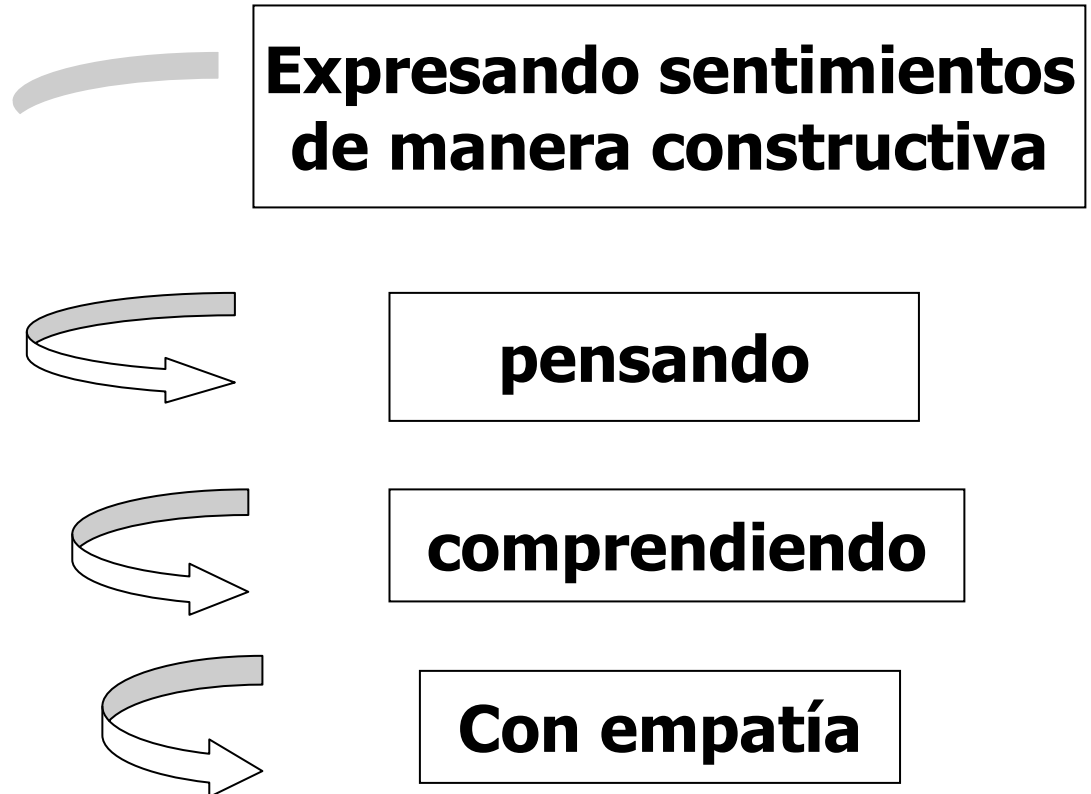 Expresando sentimientos
de manera constructiva
pensando
comprendiendo
Con empatía